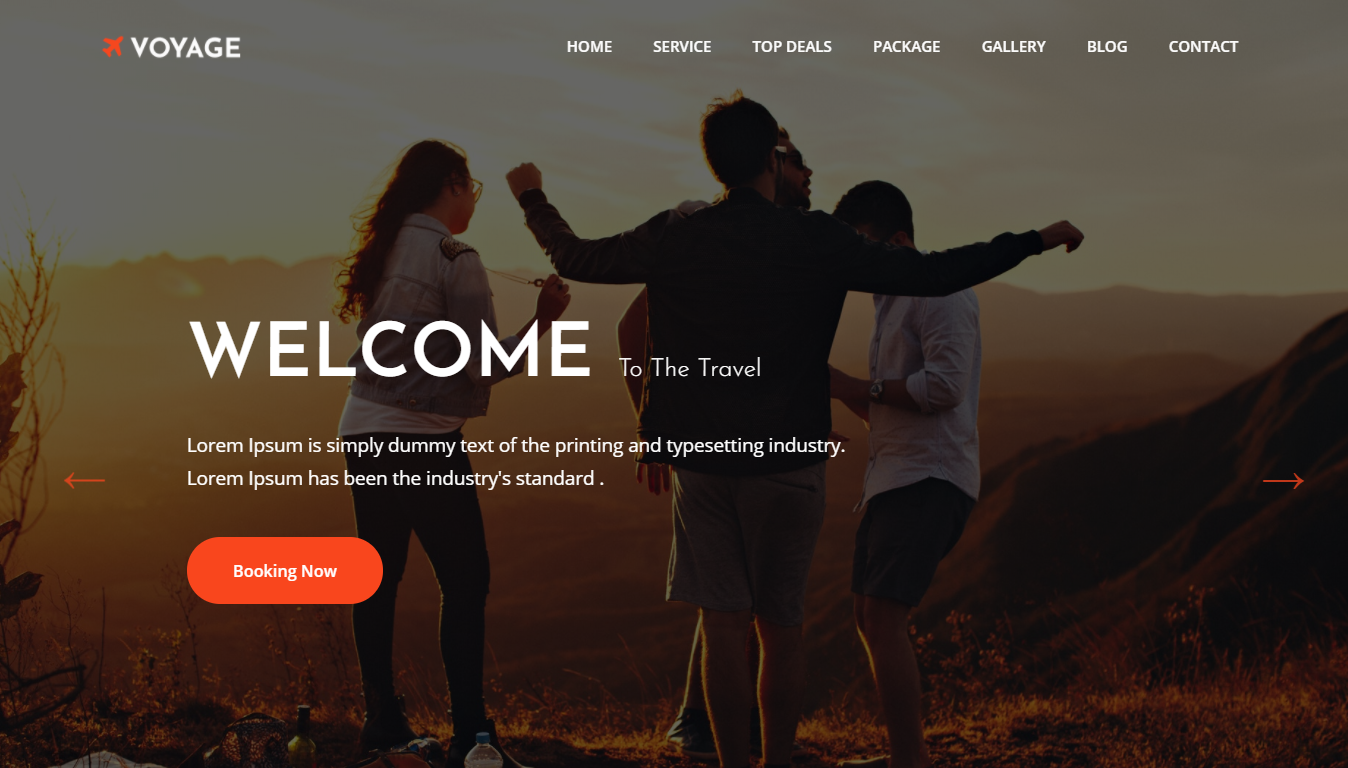 VOYAGE
HOME SERVICE TOP DEALS PACKAGE GALLERY BLOG CONTACT
WELCOME To The Travel
Lorem Ipsum is simply dummy text of the printing and typesetting industry.
Lorem Ipsum has been the industry's standard .
Booking Now